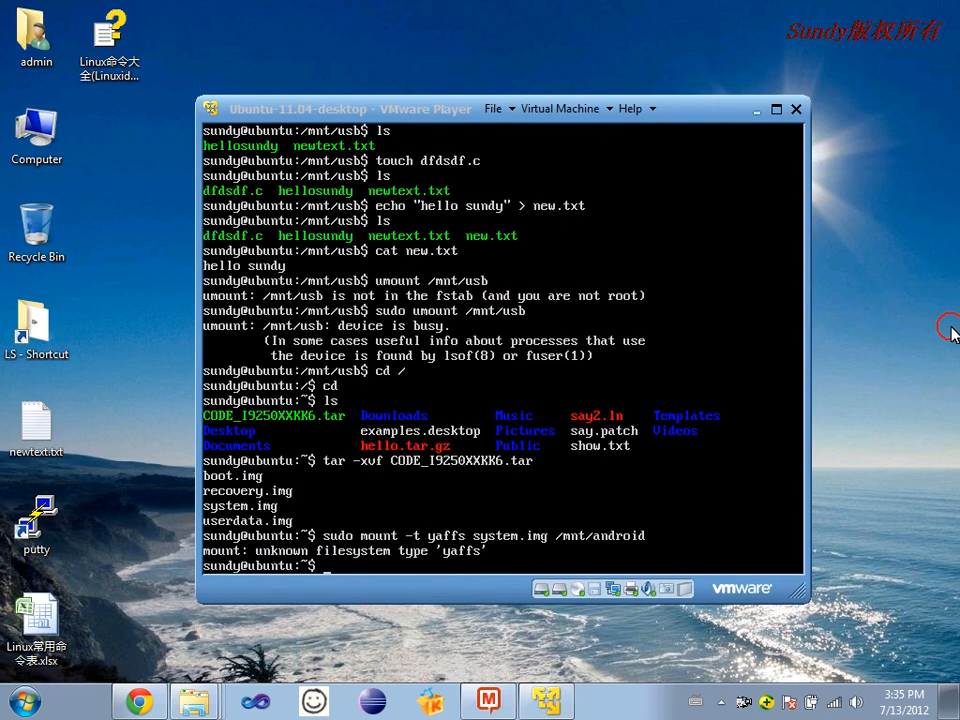 admin
Linux命令大
全(Linuxid...
Sundy版权所有
Computer
Recycle Bin
LS - Shortcut
newtext.txt
putty
Linux常用命
令表.xlsx
Ubuntu-11.04-desktop - VMware Player File Virtual Machine Help
sundy@ubuntu:/mnt/usb$ ls
hellosundy newtext.txt
sundy@ubuntu:/mnt/usb$ touch dfdsdf.c
sundy@ubuntu:/mnt/usb$ ls
dfdsdf.c hellosundy newtext.txt
sundy@ubuntu:/mnt/usb$ echo "hello sundy" > new.txt
sundy@ubuntu:/mnt/usb$ ls
dfdsdf.c hellosundy newtext.txt new.txt
sundy@ubuntu:/mnt/usb$ cat new.txt
hello sundy
sundy@ubuntu:/mnt/usb$ umount /mnt/usb
umount: /mnt/usb is not in the fstab (and you are not root)
sundy@ubuntu:/mnt/usb$ sudo umount /mnt/usb
umount: /mnt/usb: device is busy.
(In some cases useful info about processes that use
the device is found by lsof(8) or fuser(1))
sundy@ubuntu:/mnt/usb$ cd /
sundy@ubuntu:/$ cd
sundy@ubuntu:~$ ls
CODE_I9250XXKK6.tar Downloads Music say2.ln Templates
Desktop examples.desktop Pictures say.patch Videos
Documents hello.tar.gz Public show.txt
sundy@ubuntu:~$ tar -xvf CODE_I9250XXKK6.tar
boot.img
recovery.img
system.img
userdata.img
sundy@ubuntu:~$ sudo mount -t yaffs system.img /mnt/android
mount: unknown filesystem type 'yaffs'
sundy@ubuntu:~$ _
vmware
3:35 PM
7/13/2012